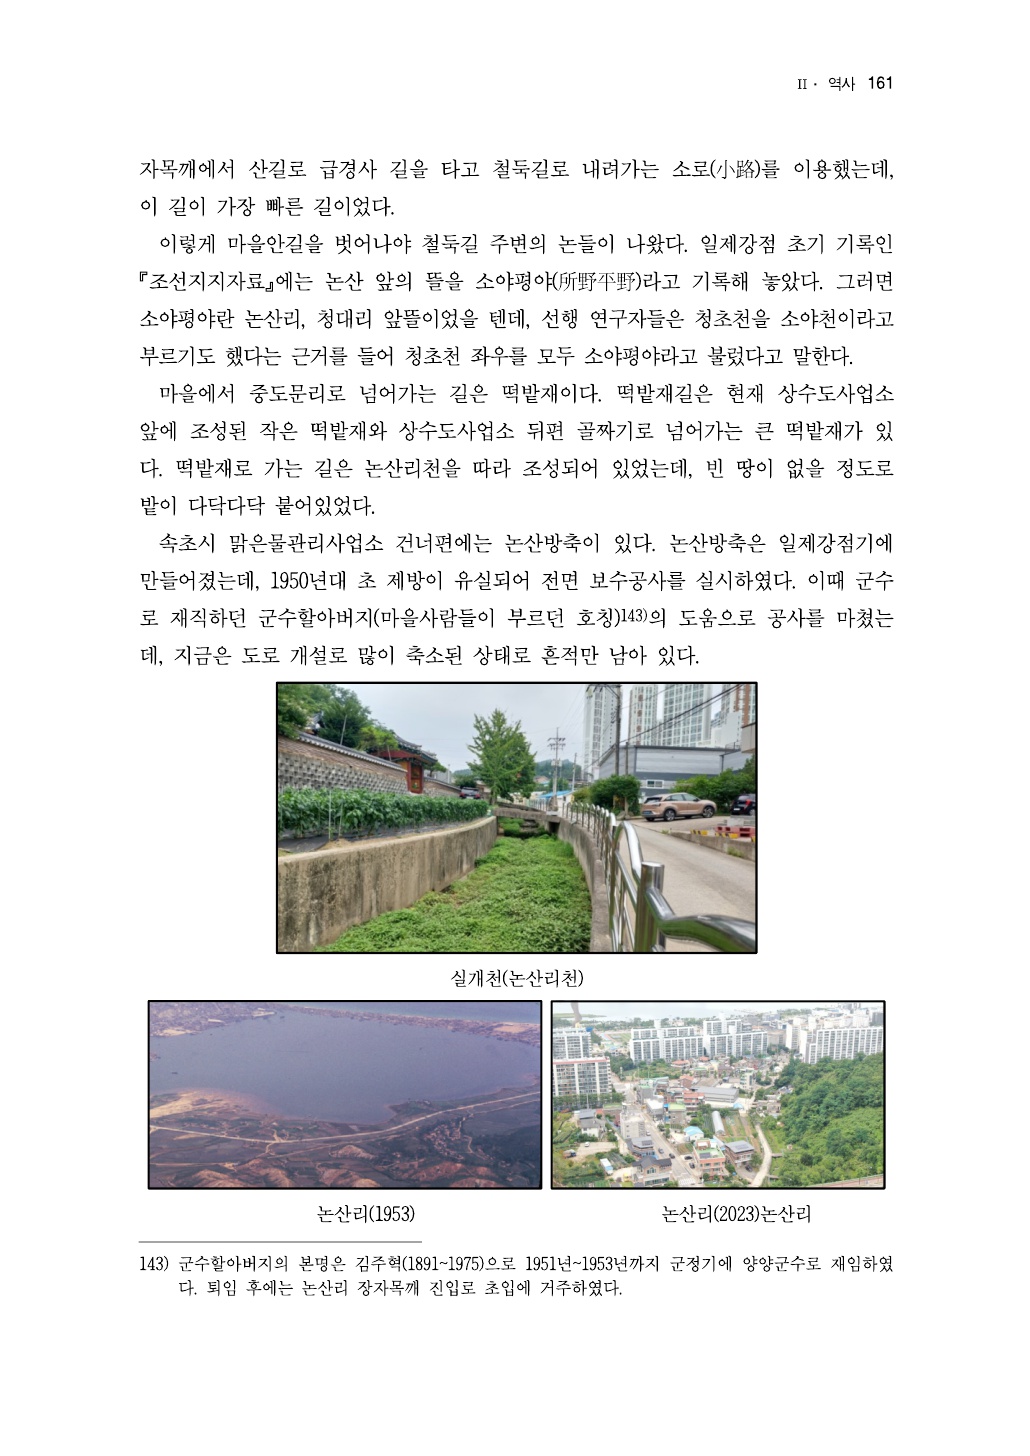 II · 역사 161
자목깨에서 산길로 급경사 길을 타고 철둑길로 내려가는 소로(小路)를 이용했는데,
이 길이 가장 빠른 길이었다.
이렇게 마을안길을 벗어나야 철둑길 주변의 논들이 나왔다. 일제강점 초기 기록인
『조선지지자료』에는 논산 앞의 뜰을 소야평야(所野平野)라고 기록해 놓았다. 그러면
소야평야란 논산리, 청대리 앞뜰이었을 텐데, 선행 연구자들은 청초천을 소야천이라고
부르기도 했다는 근거를 들어 청초천 좌우를 모두 소야평야라고 불렀다고 말한다.
마을에서 중도문리로 넘어가는 길은 떡밭재이다. 떡밭재길은 현재 상수도사업소
앞에 조성된 작은 떡밭재와 상수도사업소 뒤편 골짜기로 넘어가는 큰 떡밭재가 있
다. 떡밭재로 가는 길은 논산리천을 따라 조성되어 있었는데, 빈 땅이 없을 정도로
밭이 다닥다닥 붙어있었다.
속초시 맑은물관리사업소 건너편에는 논산방축이 있다. 논산방축은 일제강점기에
만들어졌는데, 1950년대 초 제방이 유실되어 전면 보수공사를 실시하였다. 이때 군수
로 재직하던 군수할아버지(마을사람들이 부르던 호칭)143)의 도움으로 공사를 마쳤는
데, 지금은 도로 개설로 많이 축소된 상태로 흔적만 남아 있다.
실개천(논산리천)
논산리(1953)
논산리(2023)논산리
143) 군수할아버지의 본명은 김주혁(1891~1975)으로 1951년~1953년까지 군정기에 양양군수로 재임하였
다. 퇴임 후에는 논산리 장자목깨 진입로 초입에 거주하였다.